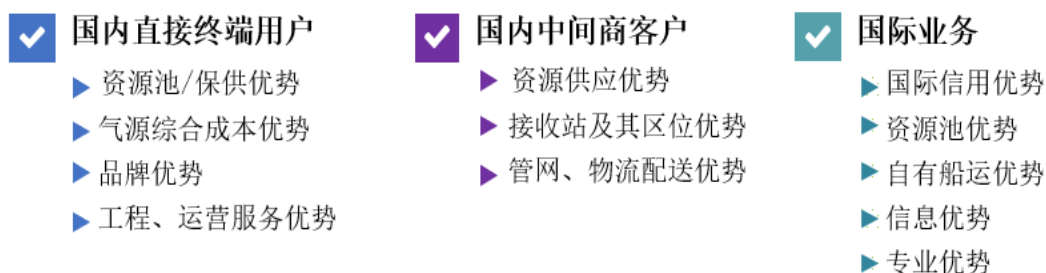 国内直接终端用户
资源池/保供优势
气源综合成本优势
品牌优势
工程、运营服务优势
国内中间商客户
资源供应优势
接收站及其区位优势
管网、物流配送优势
国际业务
国际信用优势
资源池优势
自有船运优势
信息优势
专业优势